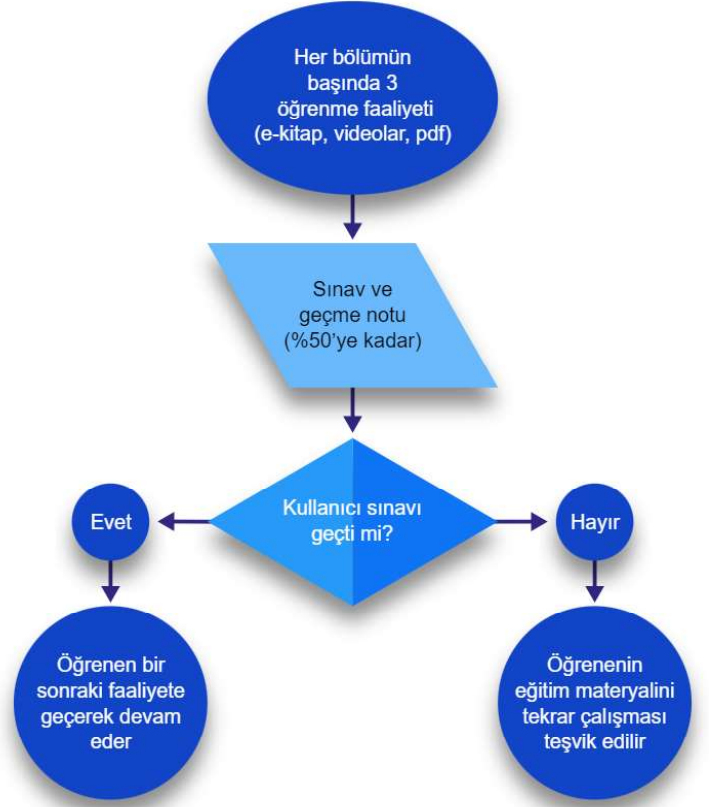 Her bölümün
başında 3
öğrenme faaliyeti
(e-kitap, videolar, pdf)
Sınav ve
geçme notu
(%50'ye kadar)
Kullanıcı sınavı
geçti mi?
Evet
Hayır
Öğrenen bir
sonraki faaliyete
geçerek devam
eder
Öğrenenin
eğitim materyalini
tekrar çalışması
teşvik edilir